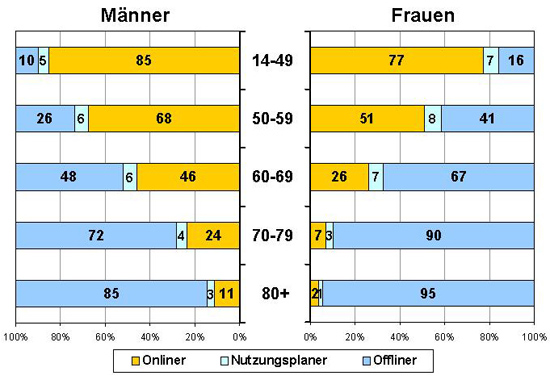 Männer Frauen
10 5 85 14-49 77 7 16
26 6 68 50-59 51 8 41
48 6 46 60-69 26 7 67
72 4 24 70-79 7 3 90
85 3 11 80+ 2 1 95
100% 80% 60% 40% 20% 0% 0% 20% 40% 60% 80% 100%
Onliner Nutzungsplaner Offliner